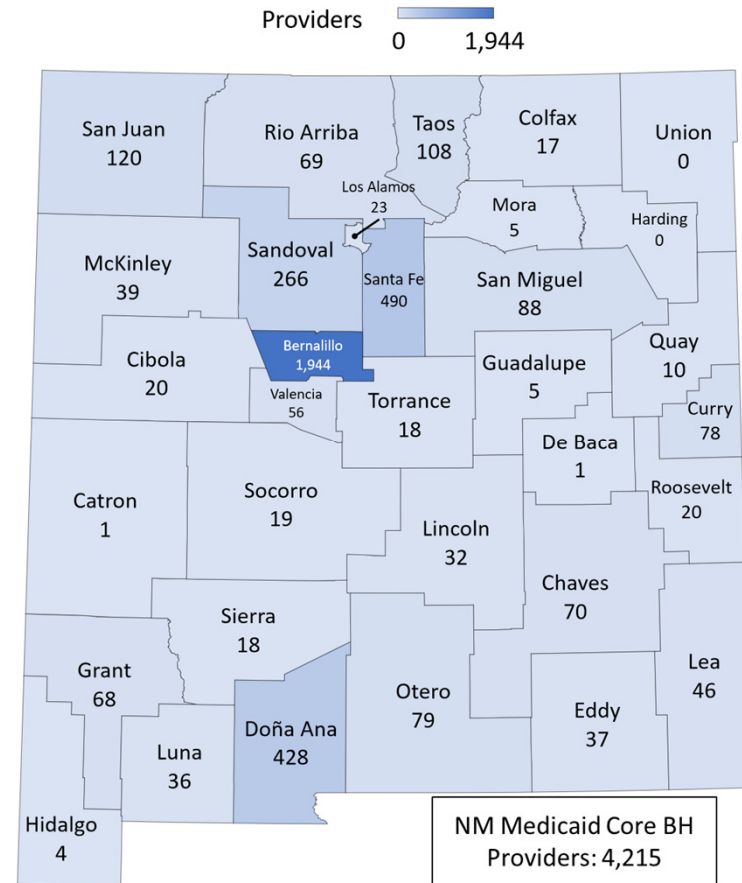 Providers
0
1,944
San Juan
120
Rio Arriba
69
Taos
108
Colfax
17
Union
0
Los Alamos
23
Mora
5
Harding
0
McKinley
39
Sandoval
266
Santa Fe
490
San Miguel
88
Cibola
20
Bernalillo
1,944
Valencia
56
Torrance
18
Guadalupe
5
Quay
10
Curry
78
De Baca
1
Roosevelt
20
Catron
1
Socorro
19
Lincoln
32
Chaves
70
Sierra
18
Grant
68
Lea
46
Otero
79
Eddy
37
Doña Ana
428
Luna
36
Hidalgo
4
NM Medicaid Core BH
Providers: 4,215